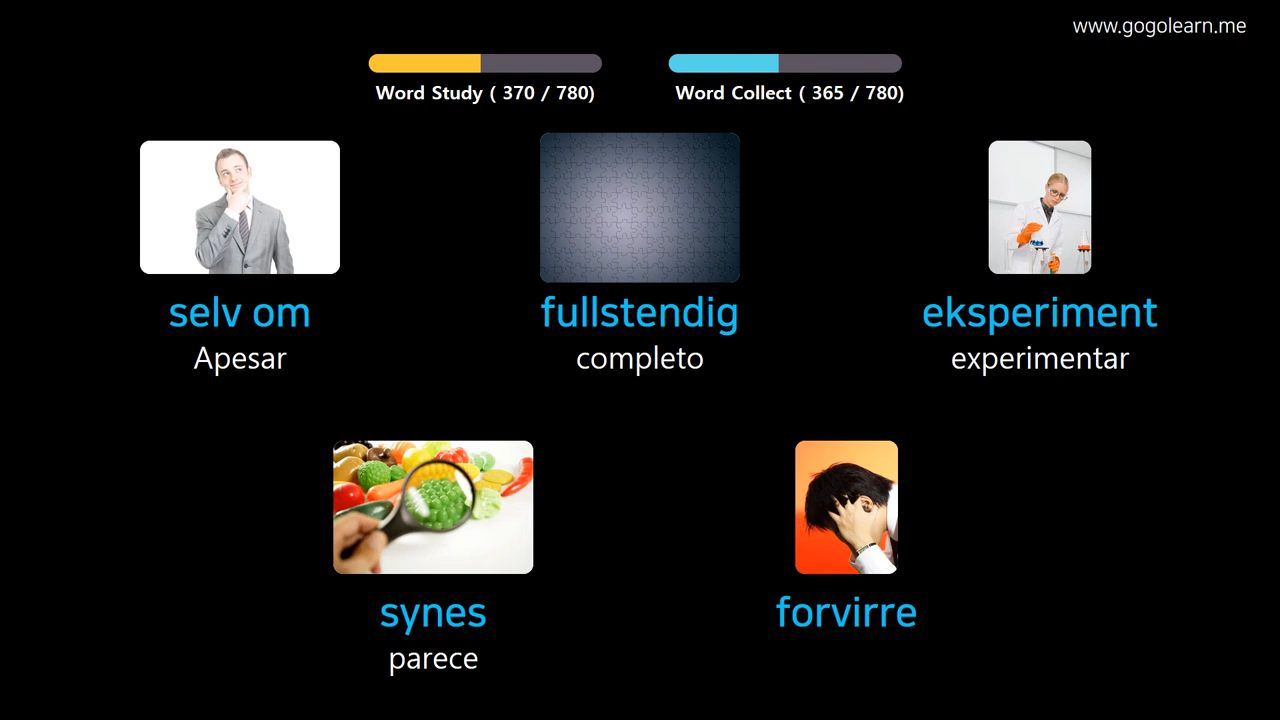 www.gogolearn.me
Word Study ( 370 / 780)
Word Collect ( 365 / 780)
selv om
Apesar
fullstendig
completo
eksperiment
experimentar
synes
parece
forvirre